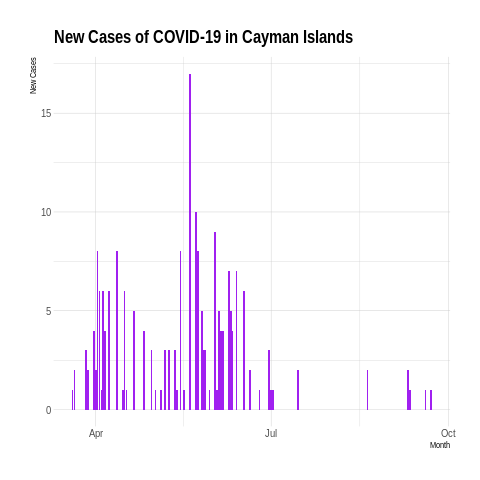 New Cases of COVID-19 in Cayman Islands
New Cases
15
10
5
0
Apr Jul Oct
Month